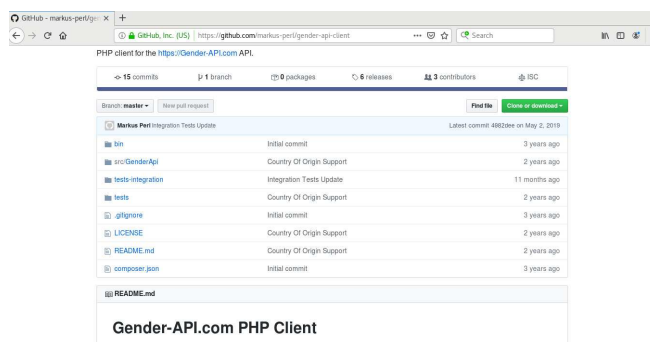 GitHub - markus-perl/gen
GitHub, Inc. (US) https://github.com/markus-perl/gender-api-client Search
PHP client for the https://Gender-API.com API.
15 commits 1 branch 0 packages 6 releases 3 contributors ISC
Branch: master New pull request Find file Clone or download
Markus Perl Integration Tests Update Latest commit 4982dee on May 2, 2019
bin Initial commit 3 years ago
src/GenderApi Country Of Origin Support 2 years ago
tests-integration Integration Tests Update 11 months ago
tests Country Of Origin Support 2 years ago
.gitignore Initial commit 3 years ago
LICENSE Country Of Origin Support 2 years ago
README.md Country Of Origin Support 2 years ago
composer.json Initial commit 3 years ago
README.md
Gender-API.com PHP Client